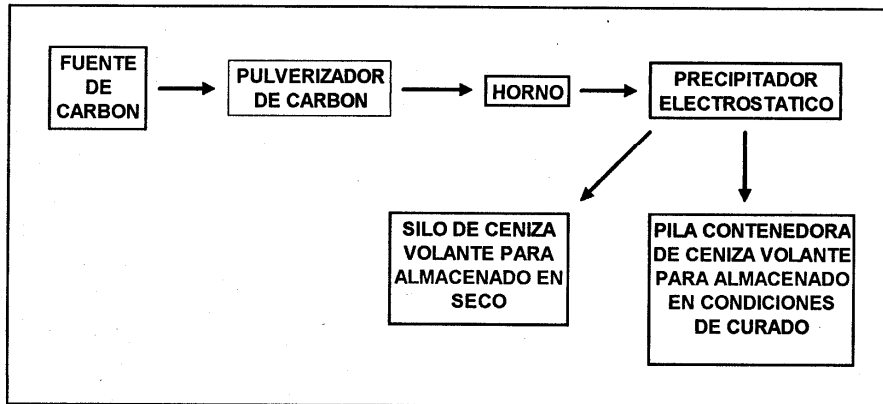 FUENTE
DE
CARBON
PULVERIZADOR
DE CARBON
HORNO
PRECIPITADOR
ELECTROSTATICO
SILO DE CENIZA
VOLANTE PARA
ALMACENADO EN
SECO
PILA CONTENEDORA
DE CENIZA VOLANTE
PARA ALMACENADO
EN CONDICIONES
DE CURADO